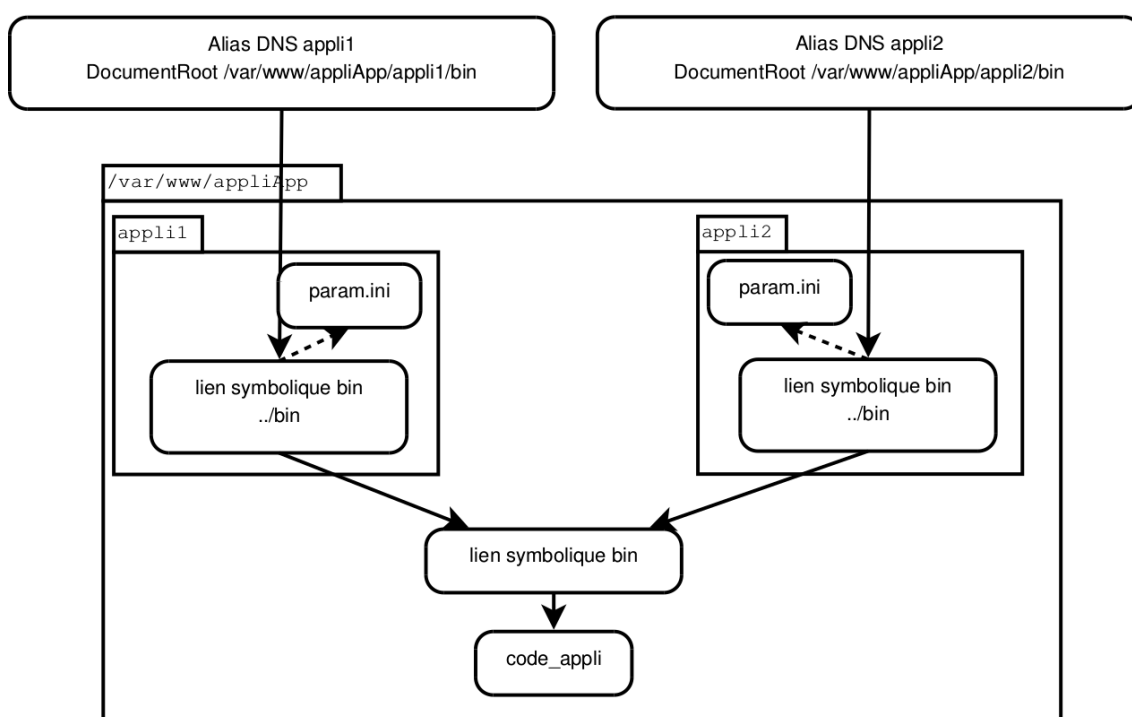 Alias DNS appli1
DocumentRoot /var/www/appliApp/appli1/bin
Alias DNS appli2
DocumentRoot /var/www/appliApp/appli2/bin
/var/www/appliApp
appli1
param.ini
lien symbolique bin
../bin
appli2
param.ini
lien symbolique bin
../bin
lien symbolique bin
code_appli